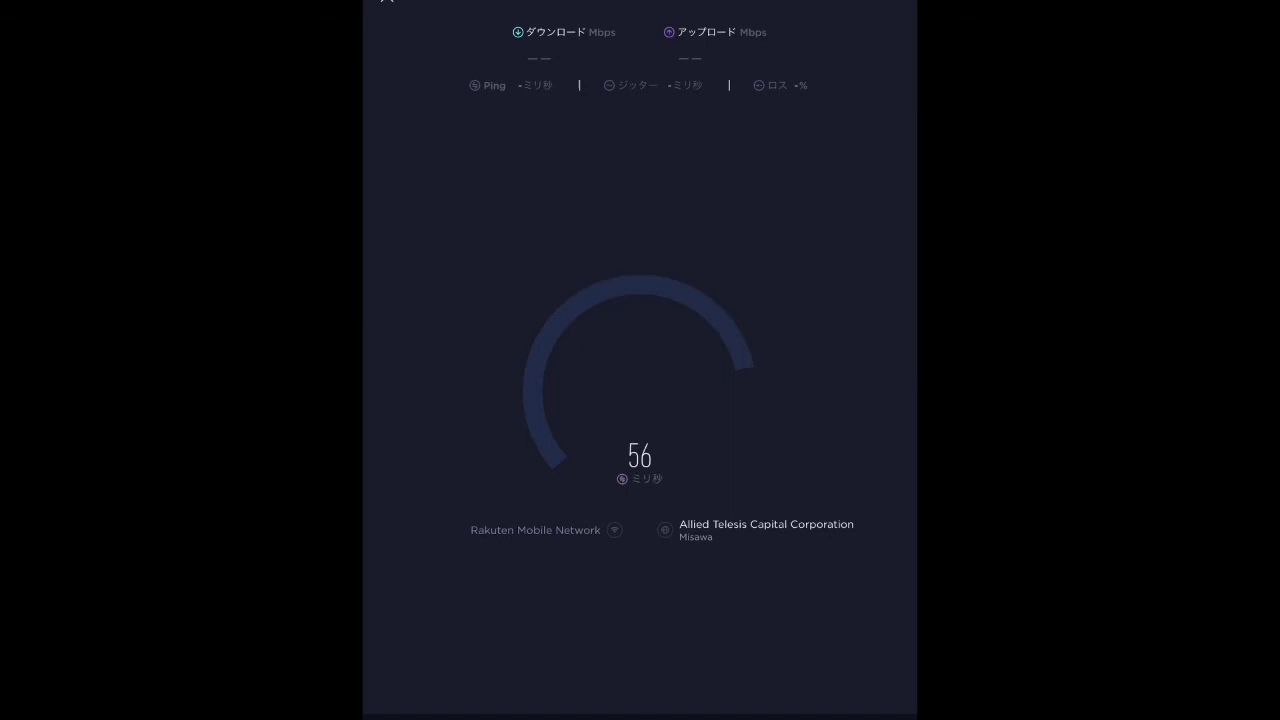 ダウンロード Mbps アップロード Mbps
— — — —
Ping -ミリ秒 | ジッター -ミリ秒 | ロス -%
56
ミリ秒
Rakuten Mobile Network Allied Telesis Capital Corporation
Misawa